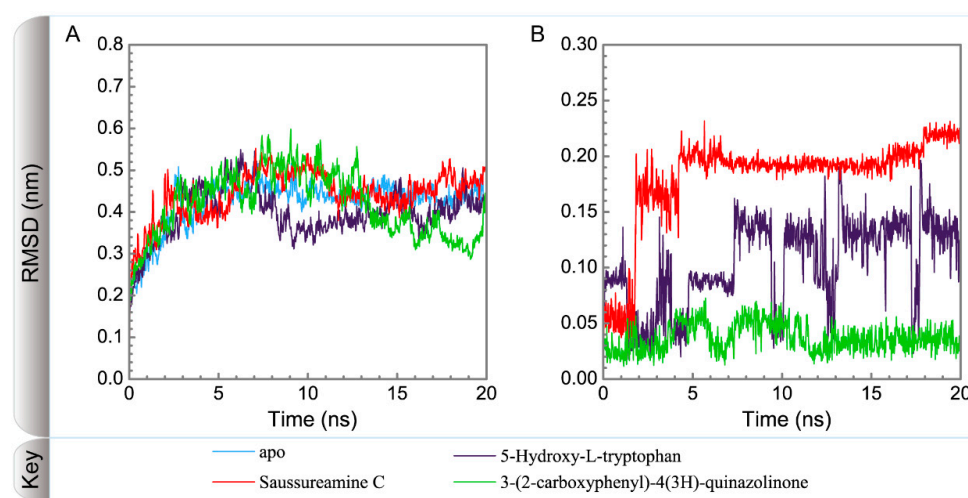 A
B
RMSD (nm)
0.8
0.7
0.6
0.5
0.4
0.3
0.2
0.1
0.0
0 5 10 15 20
Time (ns)
0.30
0.25
0.20
0.15
0.10
0.05
0.00
0 5 10 15 20
Time (ns)
Key
apo
5-Hydroxy-L-tryptophan
Saussureamine C
3-(2-carboxyphenyl)-4(3H)-quinazolinone